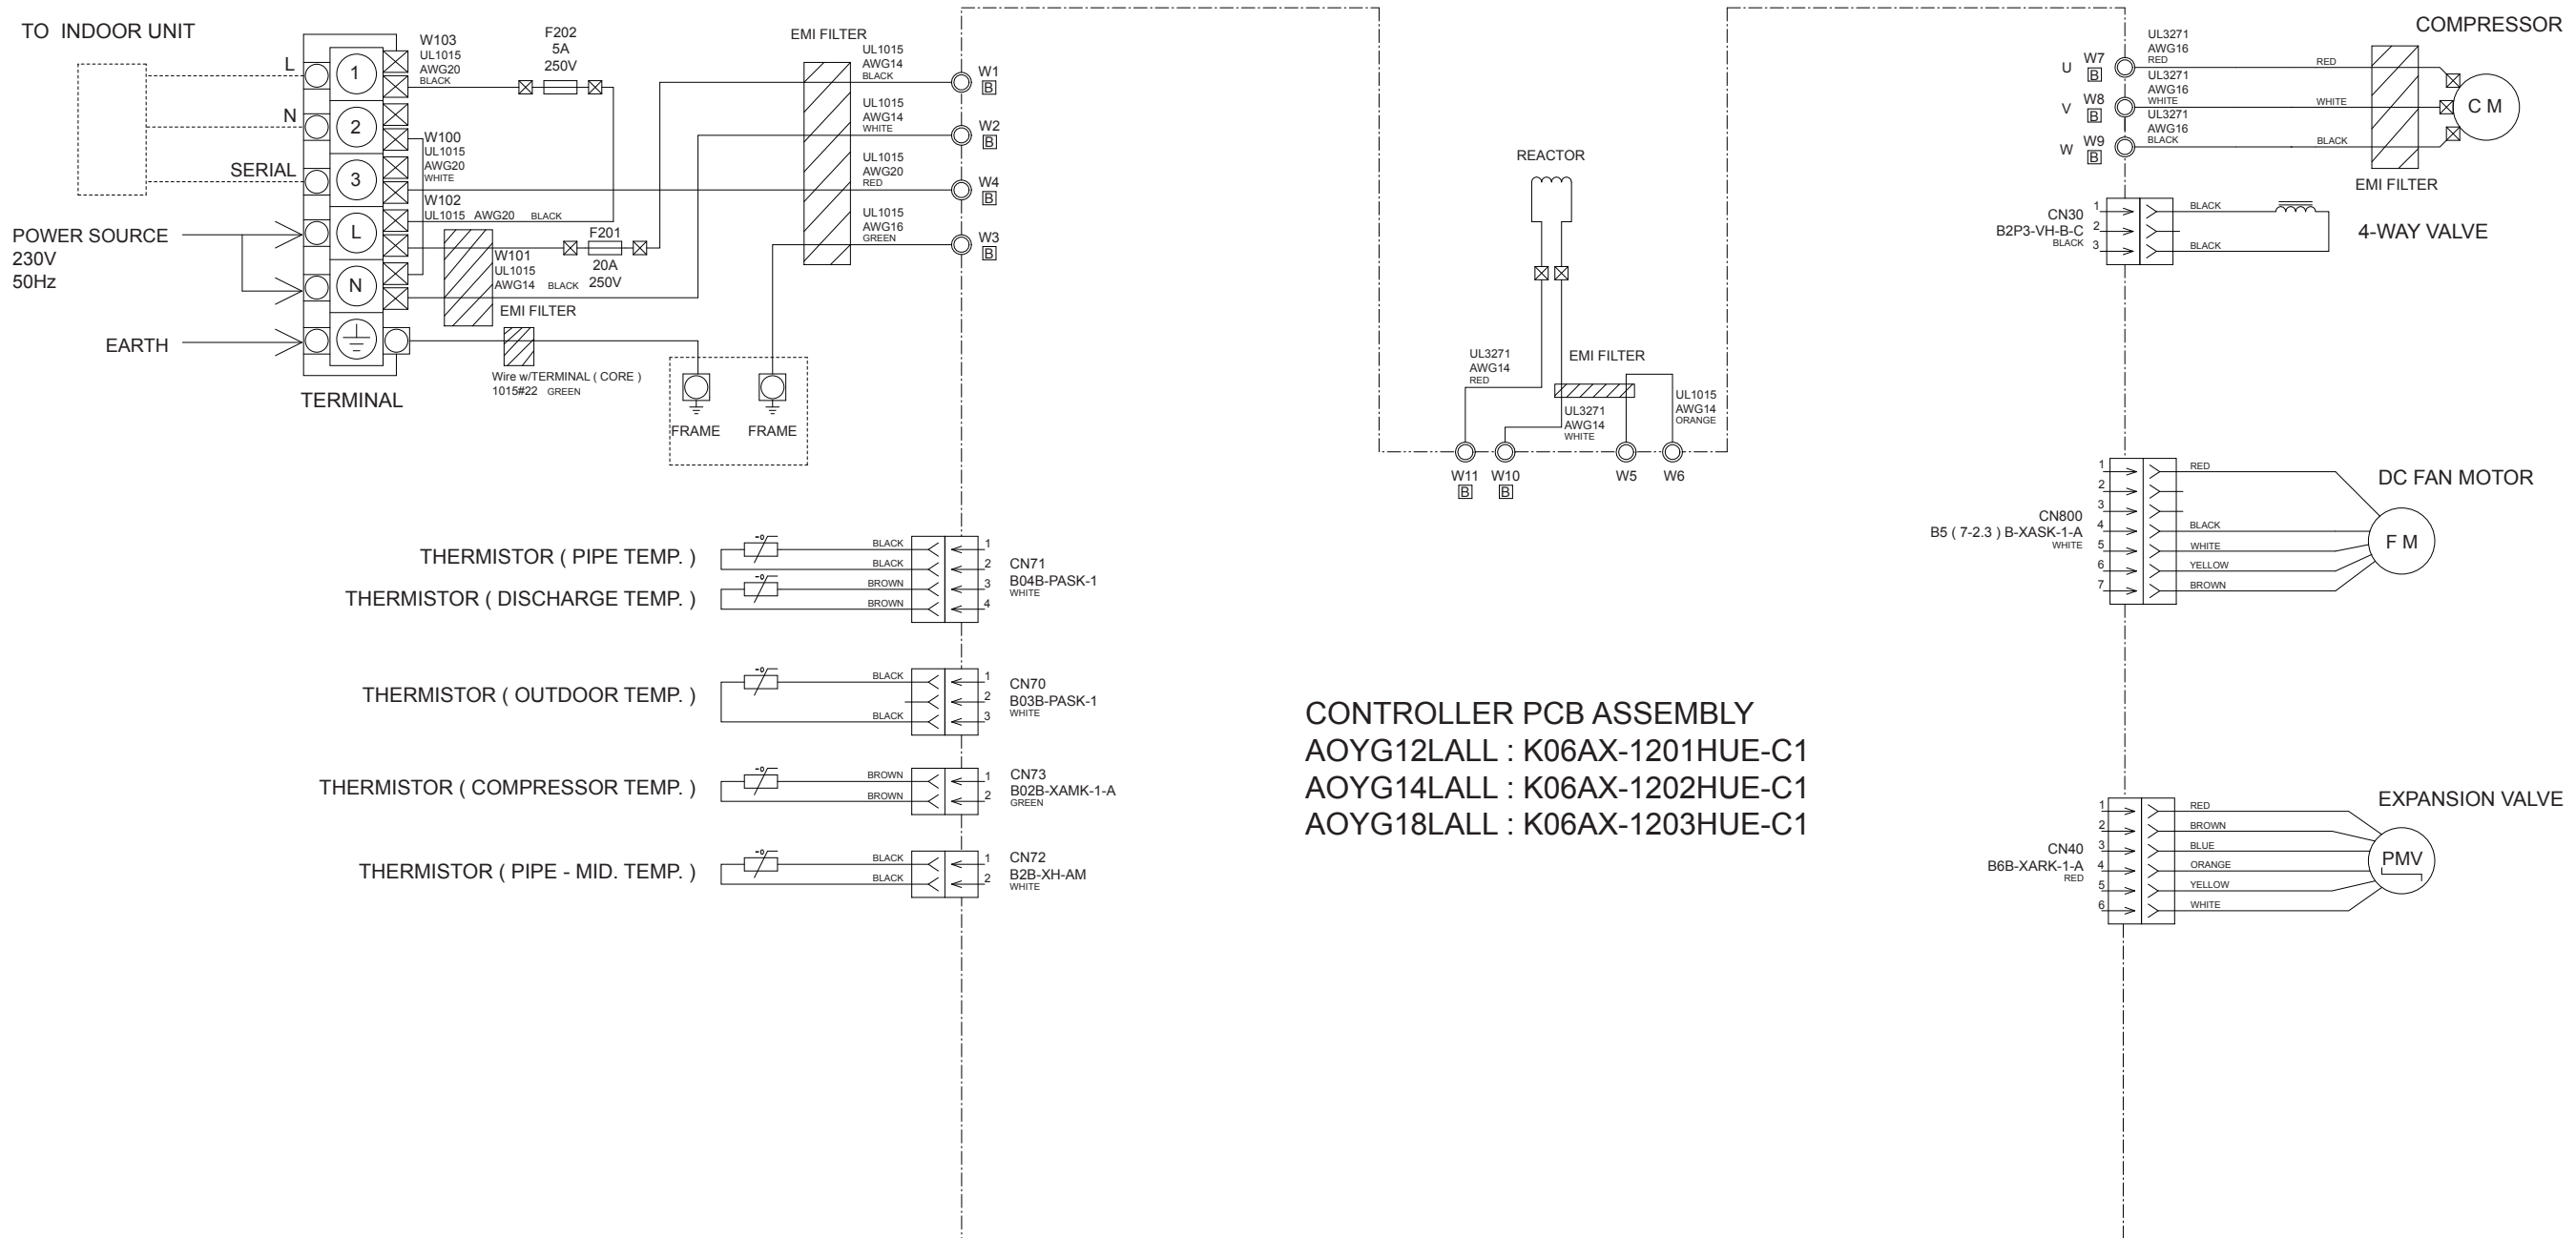 TO INDOOR UNIT
L
N
SERIAL
POWER SOURCE
230V
50Hz
EARTH
1
2
3
L
N
TERMINAL
W103
UL1015
AWG20
BLACK
F202
5A
250V
W100
UL1015
AWG20
WHITE
W102
UL1015 AWG20 BLACK
W101
UL1015
AWG14 BLACK
F201
20A
250V
EMI FILTER
Wire w/TERMINAL ( CORE )
1015#22 GREEN
FRAME
FRAME
EMI FILTER
UL1015
AWG14
BLACK
W1
B
UL1015
AWG14
WHITE
W2
B
UL1015
AWG20
RED
W4
B
UL1015
AWG16
GREEN
W3
B
REACTOR
UL3271
AWG14
RED
EMI FILTER
UL3271
AWG14
WHITE
UL1015
AWG14
ORANGE
W11
B
W10
B
W5
W6
COMPRESSOR
U
W7
B
UL3271
AWG16
RED
RED
V
W8
B
UL3271
AWG16
WHITE
WHITE
W
W9
B
UL3271
AWG16
BLACK
BLACK
C M
EMI FILTER
CN30
B2P3-VH-B-C
BLACK
1
2
3
BLACK
BLACK
4-WAY VALVE
CN800
B5 ( 7-2.3 ) B-XASK-1-A
WHITE
1
2
3
4
5
6
7
RED
BLACK
WHITE
YELLOW
BROWN
DC FAN MOTOR
F M
CN40
B6B-XARK-1-A
RED
1
2
3
4
5
6
RED
BROWN
BLUE
ORANGE
YELLOW
WHITE
EXPANSION VALVE
PMV
THERMISTOR ( PIPE TEMP. )
-θ
BLACK
BLACK
THERMISTOR ( DISCHARGE TEMP. )
-θ
BROWN
BROWN
1
2
3
4
CN71
B04B-PASK-1
WHITE
THERMISTOR ( OUTDOOR TEMP. )
-θ
BLACK
BLACK
1
2
3
CN70
B03B-PASK-1
WHITE
THERMISTOR ( COMPRESSOR TEMP. )
-θ
BROWN
BROWN
1
2
CN73
B02B-XAMK-1-A
GREEN
THERMISTOR ( PIPE - MID. TEMP. )
-θ
BLACK
BLACK
1
2
CN72
B2B-XH-AM
WHITE
CONTROLLER PCB ASSEMBLY
AOYG12LALL : K06AX-1201HUE-C1
AOYG14LALL : K06AX-1202HUE-C1
AOYG18LALL : K06AX-1203HUE-C1